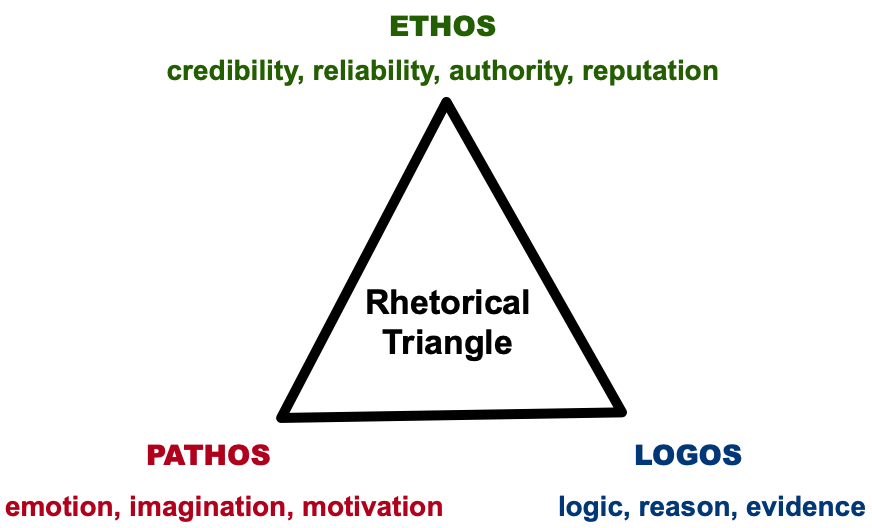 ETHOS
credibility, reliability, authority, reputation
Rhetorical
Triangle
PATHOS
emotion, imagination, motivation
LOGOS
logic, reason, evidence